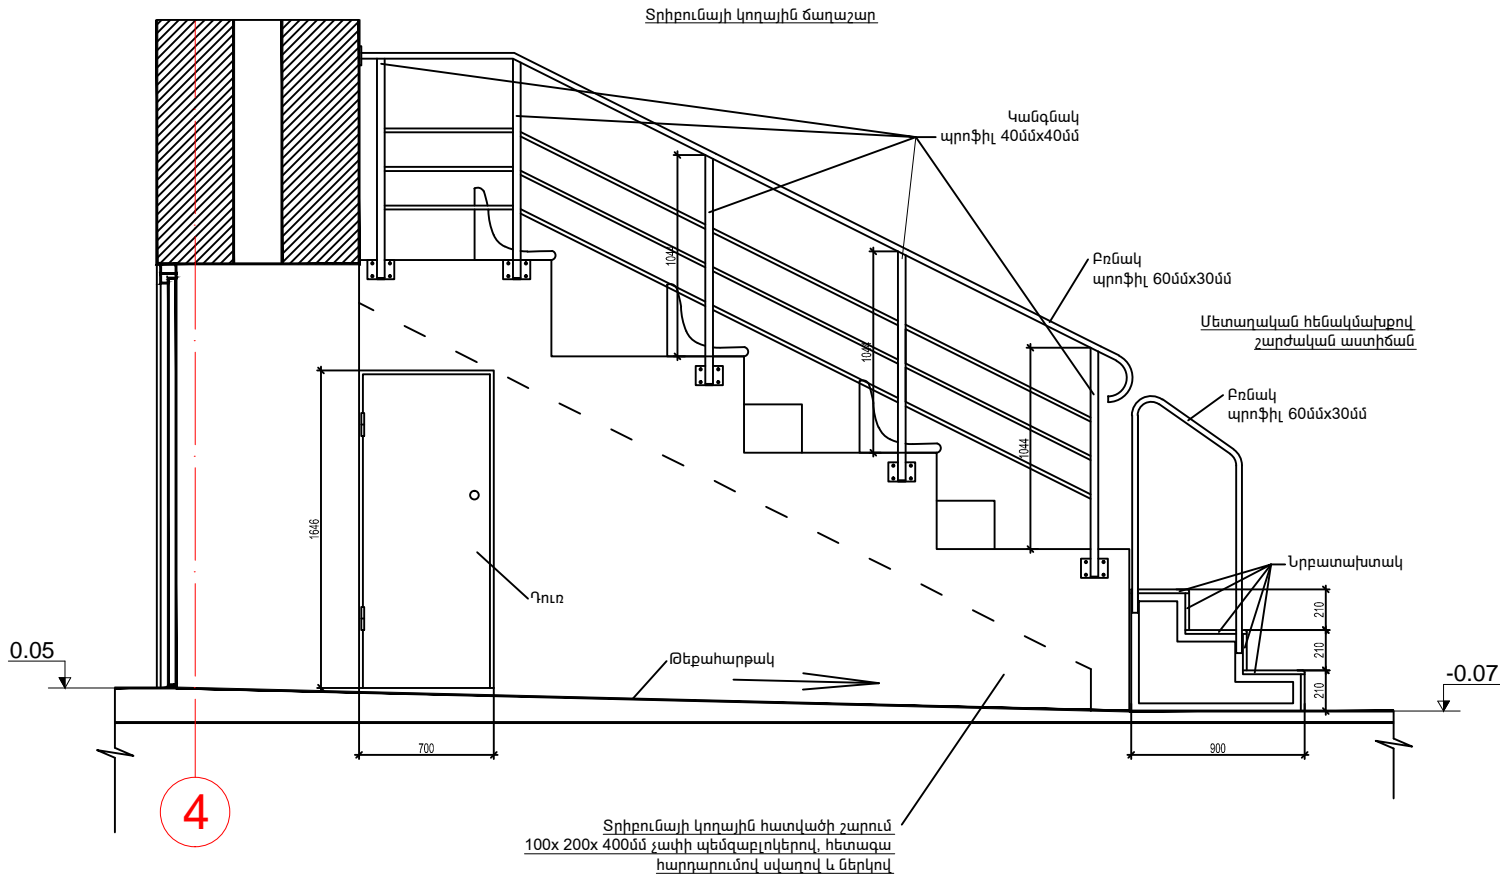 Տրիբունայի կողային ճաղաշար
Կանգնակ
պրոֆիլ 40մմx40մմ
1044
Բռնակ
պրոֆիլ 60մմx30մմ
1044
Մետաղական հենակմախքով
շարժական աստիճան
Բռնակ
պրոֆիլ 60մմx30մմ
1044
1646
Նրբատախտակ
Դուռ
210
210
210
0.05
Թեքահարթակ
-0.07
700
900
4
Տրիբունայի կողային հատվածի շարում
100x 200x 400մմ չափի պեմզաբլոկերով, հետագա
հարդարումով սվաղով և ներկով